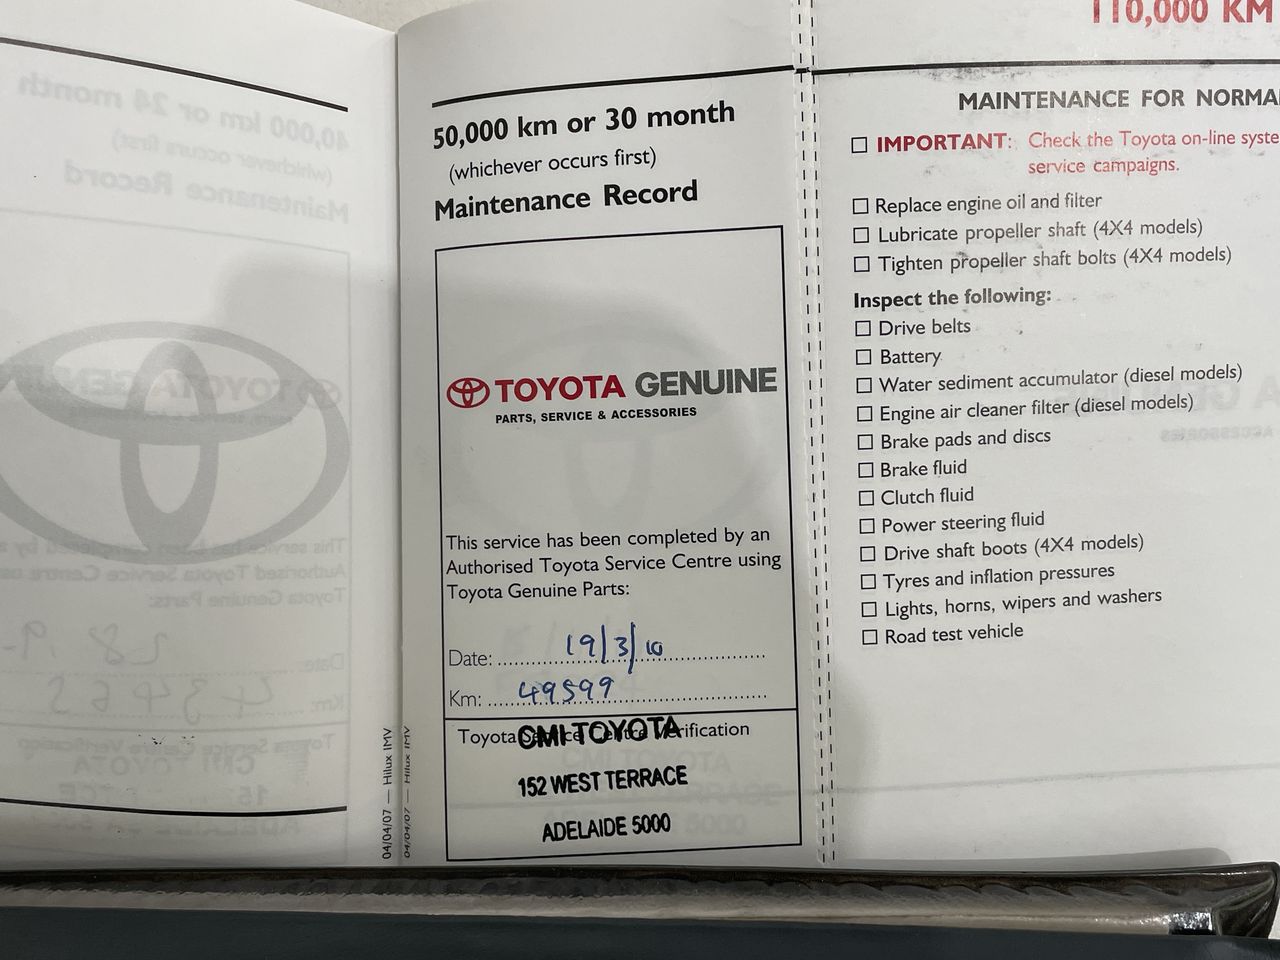 50,000 km or 30 month
(whichever occurs first)
Maintenance Record
TOYOTA GENUINE
PARTS, SERVICE & ACCESSORIES
This service has been completed by an
Authorised Toyota Service Centre using
Toyota Genuine Parts:
Date: 19/3/10
Km: 49599
Toyota Service Centre Verification
CMI TOYOTA
152 WEST TERRACE
ADELAIDE 5000
04/04/07 — Hilux IMV
04/04/07 — Hilux IMV
110,000 KM
MAINTENANCE FOR NORMA
IMPORTANT: Check the Toyota on-line syste
service campaigns.
Replace engine oil and filter
Lubricate propeller shaft (4X4 models)
Tighten propeller shaft bolts (4X4 models)
Inspect the following:
Drive belts
Battery
Water sediment accumulator (diesel models)
Engine air cleaner filter (diesel models)
Brake pads and discs
Brake fluid
Clutch fluid
Power steering fluid
Drive shaft boots (4X4 models)
Tyres and inflation pressures
Lights, horns, wipers and washers
Road test vehicle